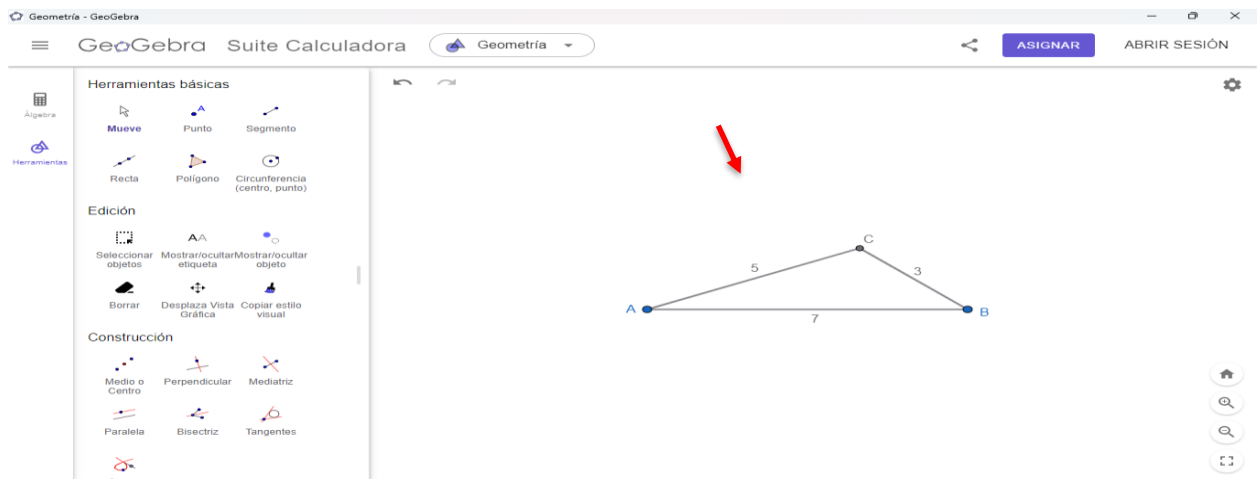 Geometría - GeoGebra
GeoGebra Suite Calculadora
Geometría
ASIGNAR
ABRIR SESIÓN
Álgebra
Herramientas
Herramientas básicas
A
Mueve
Punto
Segmento
Recta
Polígono
Circunferencia
(centro, punto)
Edición
AA
Seleccionar
objetos
Mostrar/ocultar
etiqueta
Mostrar/ocultar
objeto
Borrar
Desplaza Vista
Gráfica
Copiar estilo
visual
Construcción
Medio o
Centro
Perpendicular
Mediatriz
Paralela
Bisectriz
Tangentes
C
5
3
A
B
7